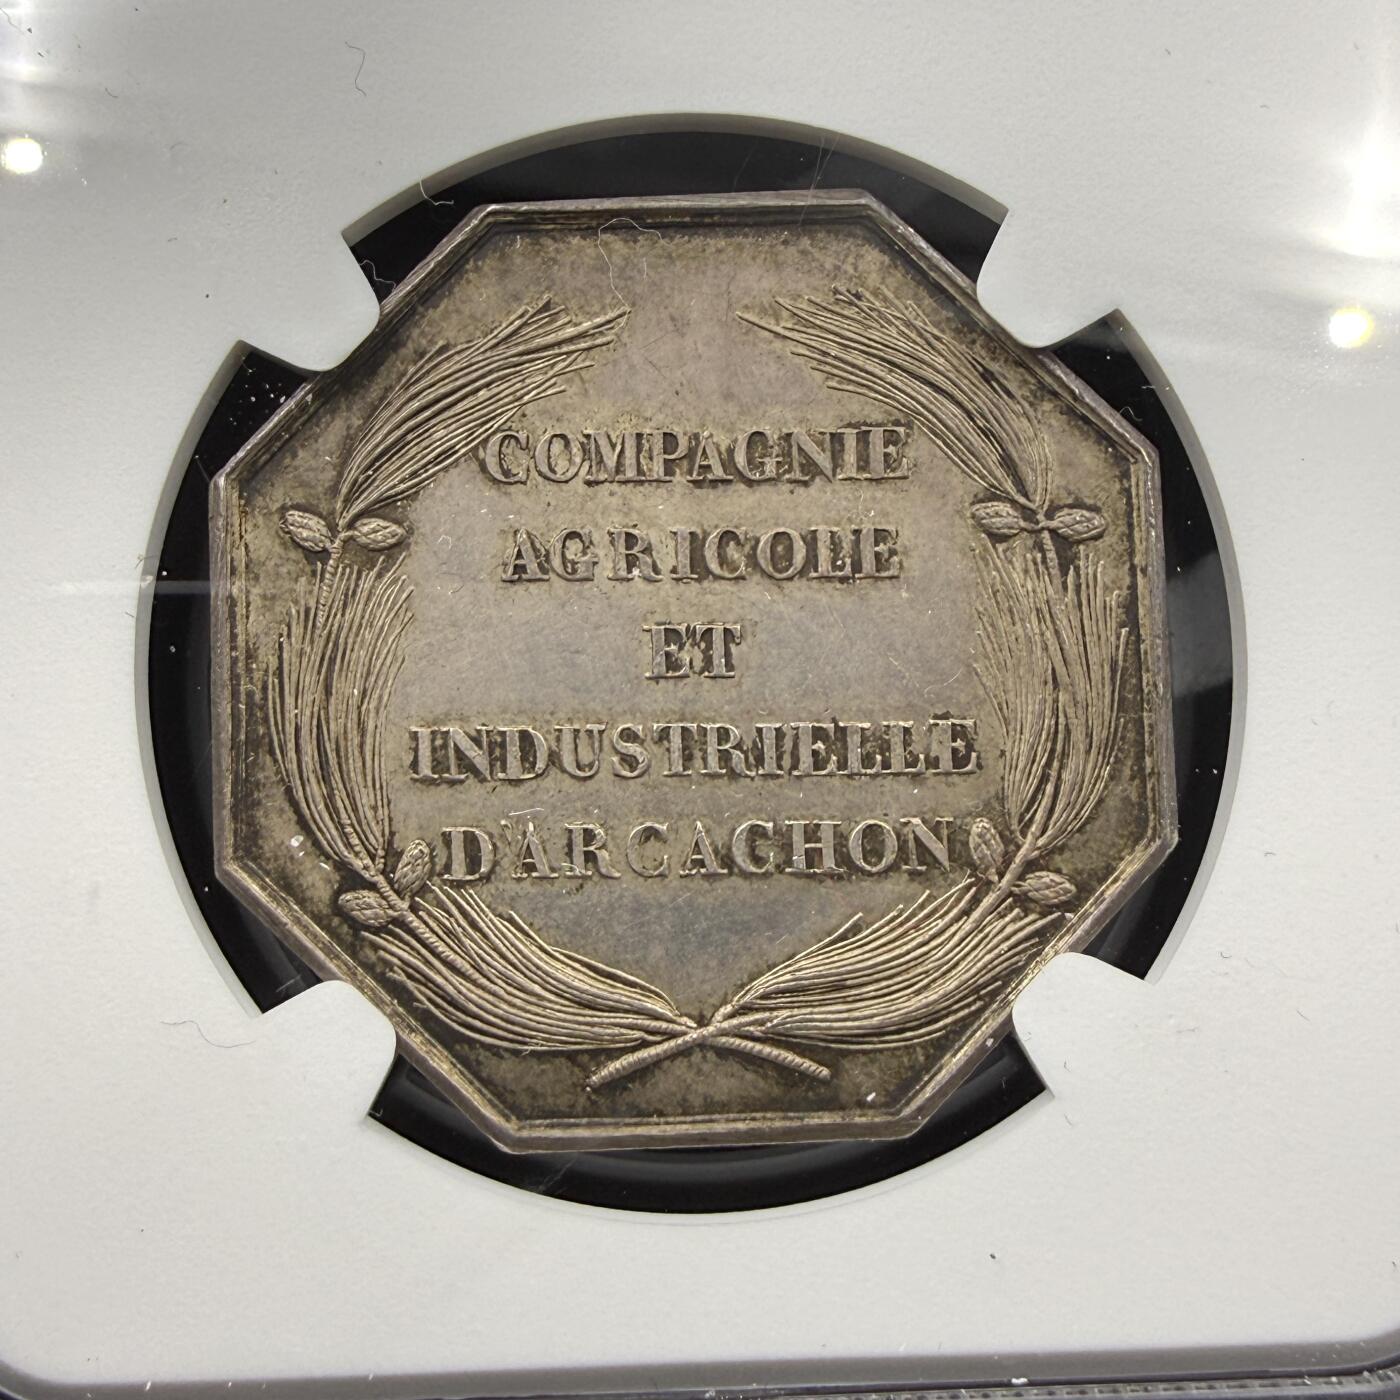 COMPAGNIE
AGRICOLE
ET
INDUSTRIELLE
D'ARCACHON